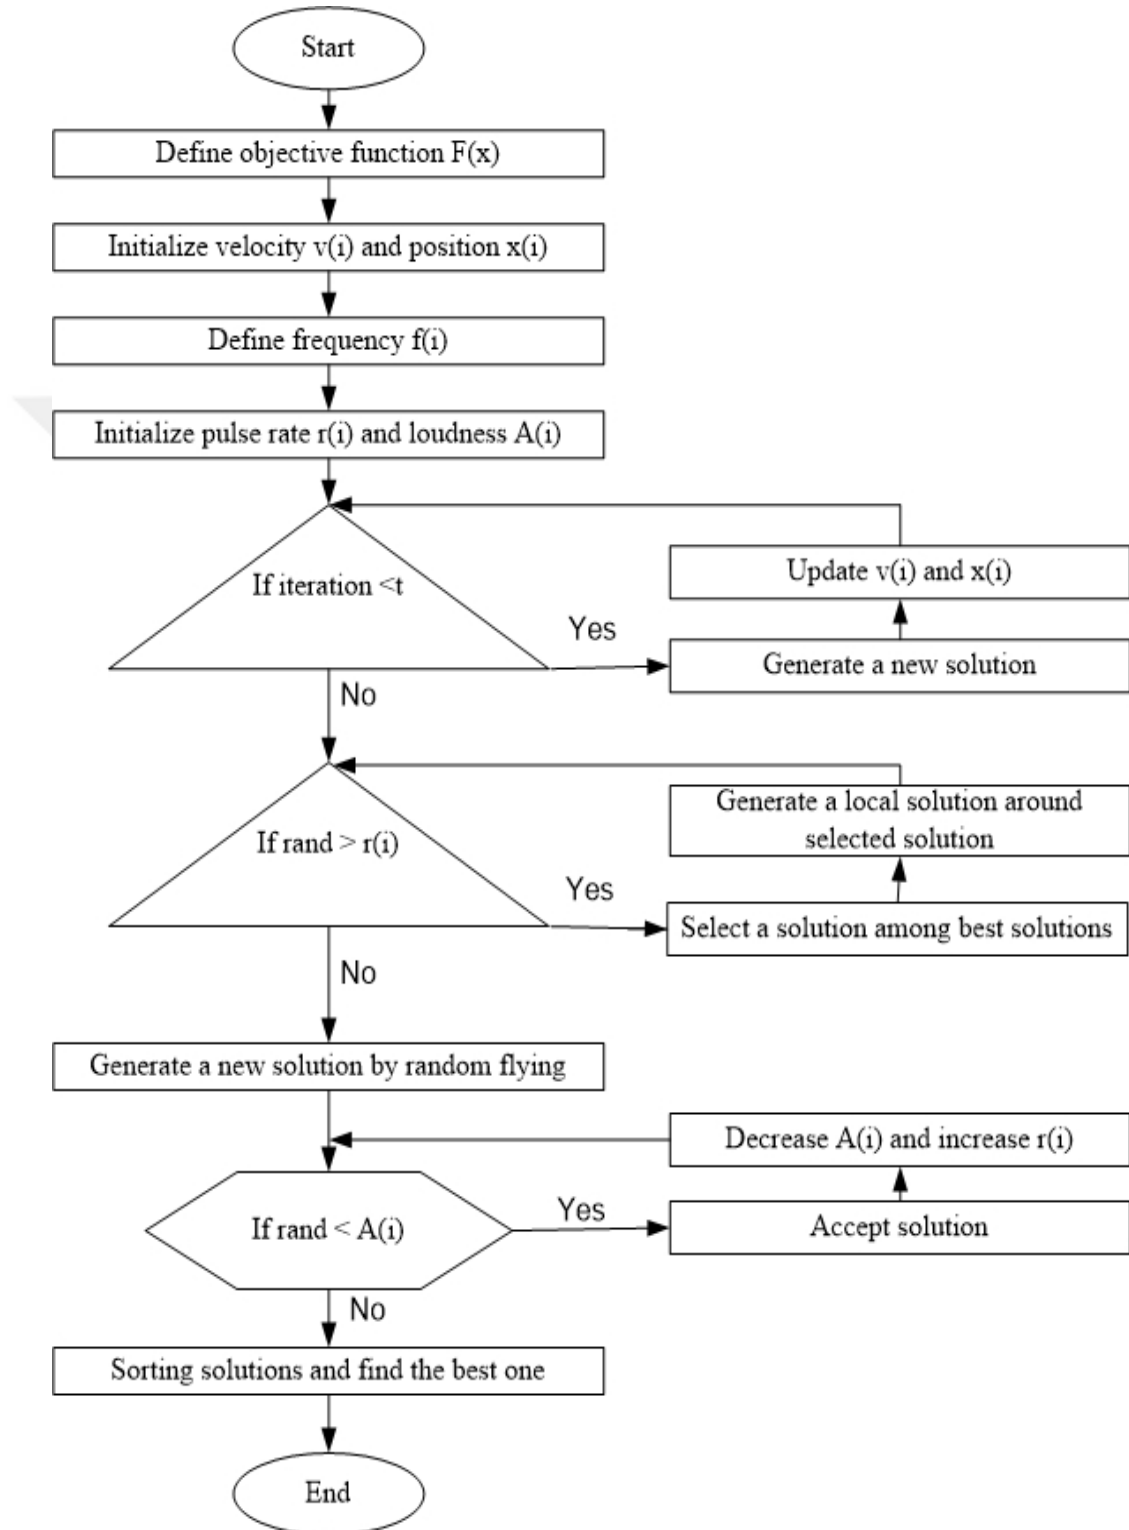 Start
Define objective function F(x)
Initialize velocity v(i) and position x(i)
Define frequency f(i)
Initialize pulse rate r(i) and loudness A(i)
If iteration <t
Yes
Update v(i) and x(i)
Generate a new solution
No
If rand > r(i)
Yes
Generate a local solution around
selected solution
Select a solution among best solutions
No
Generate a new solution by random flying
Decrease A(i) and increase r(i)
If rand < A(i)
Yes
Accept solution
No
Sorting solutions and find the best one
End